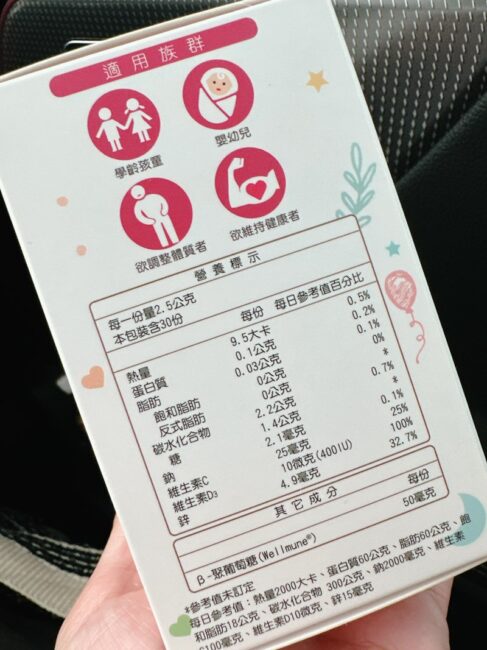 適用族群
學齡孩童
嬰幼兒
欲調整體質者
欲維持健康者
營養標示
每一份量2.5公克
本包裝含30份
每份 每日參考值百分比
熱量 9.5大卡 0.5%
蛋白質 0.1公克 0.2%
脂肪 0.03公克 0.1%
飽和脂肪 0公克 0%
反式脂肪 0公克 *
碳水化合物 2.2公克 0.7%
糖 1.4公克 *
鈉 2.1毫克 0.1%
維生素C 25毫克 25%
維生素D₃ 10微克(400IU) 100%
鋅 4.9毫克 32.7%
其它成分
每份
β-聚葡萄糖(Wellmune®) 50毫克
*參考值未訂定
每日參考值：熱量2000大卡、蛋白質60公克、脂肪60公克、飽
和脂肪18公克、碳水化合物 300公克、鈉2000毫克、維生素
C100毫克、維生素D10微克、鋅15毫克